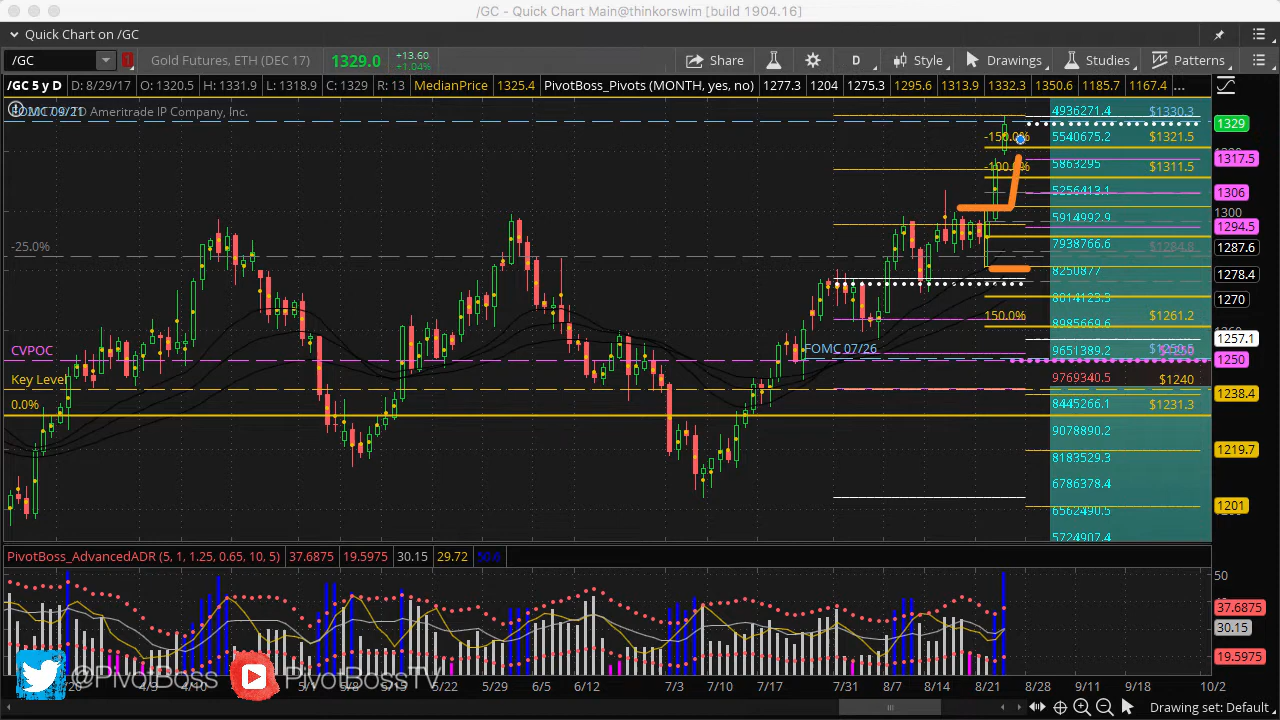 /GC - Quick Chart Main@thinkorswim [build 1904.16]
Quick Chart on /GC
/GC Gold Futures, ETH (DEC 17) 1329.0 +13.60 +1.04% Share D Style Drawings Studies Patterns
/GC 5 y D D: 8/29/17 O: 1320.5 H: 1331.9 L: 1318.9 C: 1329 R: 13 MedianPrice 1325.4 PivotBoss_Pivots (MONTH, yes, no) 1277.3 1204 1275.3 1295.6 1313.9 1332.3 1350.6 1185.7 1167.4 ...
FOMC 09/21
Ameritrade IP Company, Inc.
4936271.4 $1330.3
1329
-150.0% 5540675.2 $1321.5
-100.0% 5863295 $1311.5 1317.5
5256413.1 1306
5914992.9 1300
1294.5
-25.0% 7938766.6 $1284.8 1287.6
8250877 1278.4
8014123.3 1270
150.0% 8985669.6 $1261.2
1257.1
CVPOC FOMC 07/26 9651389.2 1250
Key Level 9769340.5 $1240
1238.4
0.0% 8445266.1 $1231.3
9078890.2
8183529.3 1219.7
6786378.4
6562490.5 1201
5724907.4
PivotBoss_AdvancedADR (5, 1, 1.25, 0.65, 10, 5) 37.6875 19.5975 30.15 29.72 50.6
50
37.6875
30.15
19.5975
@PivotBoss PivotBossTV
4/3 4/10 5/8 5/15 5/22 5/29 6/5 6/12 7/3 7/10 7/17 7/31 8/7 8/14 8/21 8/28 9/11 9/18 10/2
Drawing set: Default